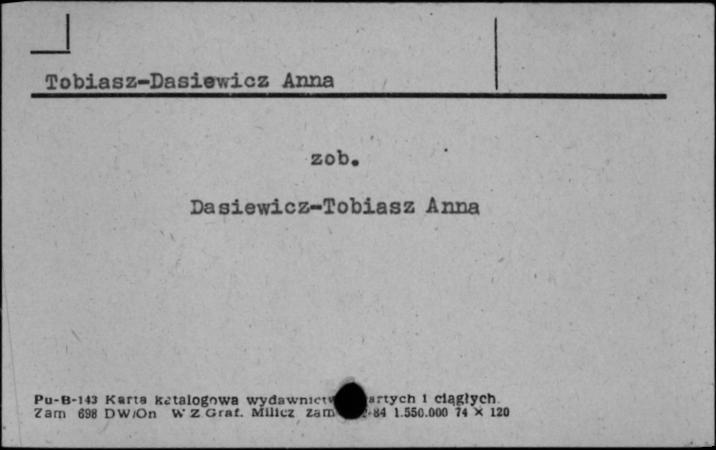 Tobiasz-Dasiewicz Anna
zob.
Dasiewicz-Tobiasz Anna
Pu-B-143 Karta katalogowa wydawnictw artych i ciągłych.
Zam 698 DW/On W Z Graf. Milicz zam 84 1.550.000 74 × 120